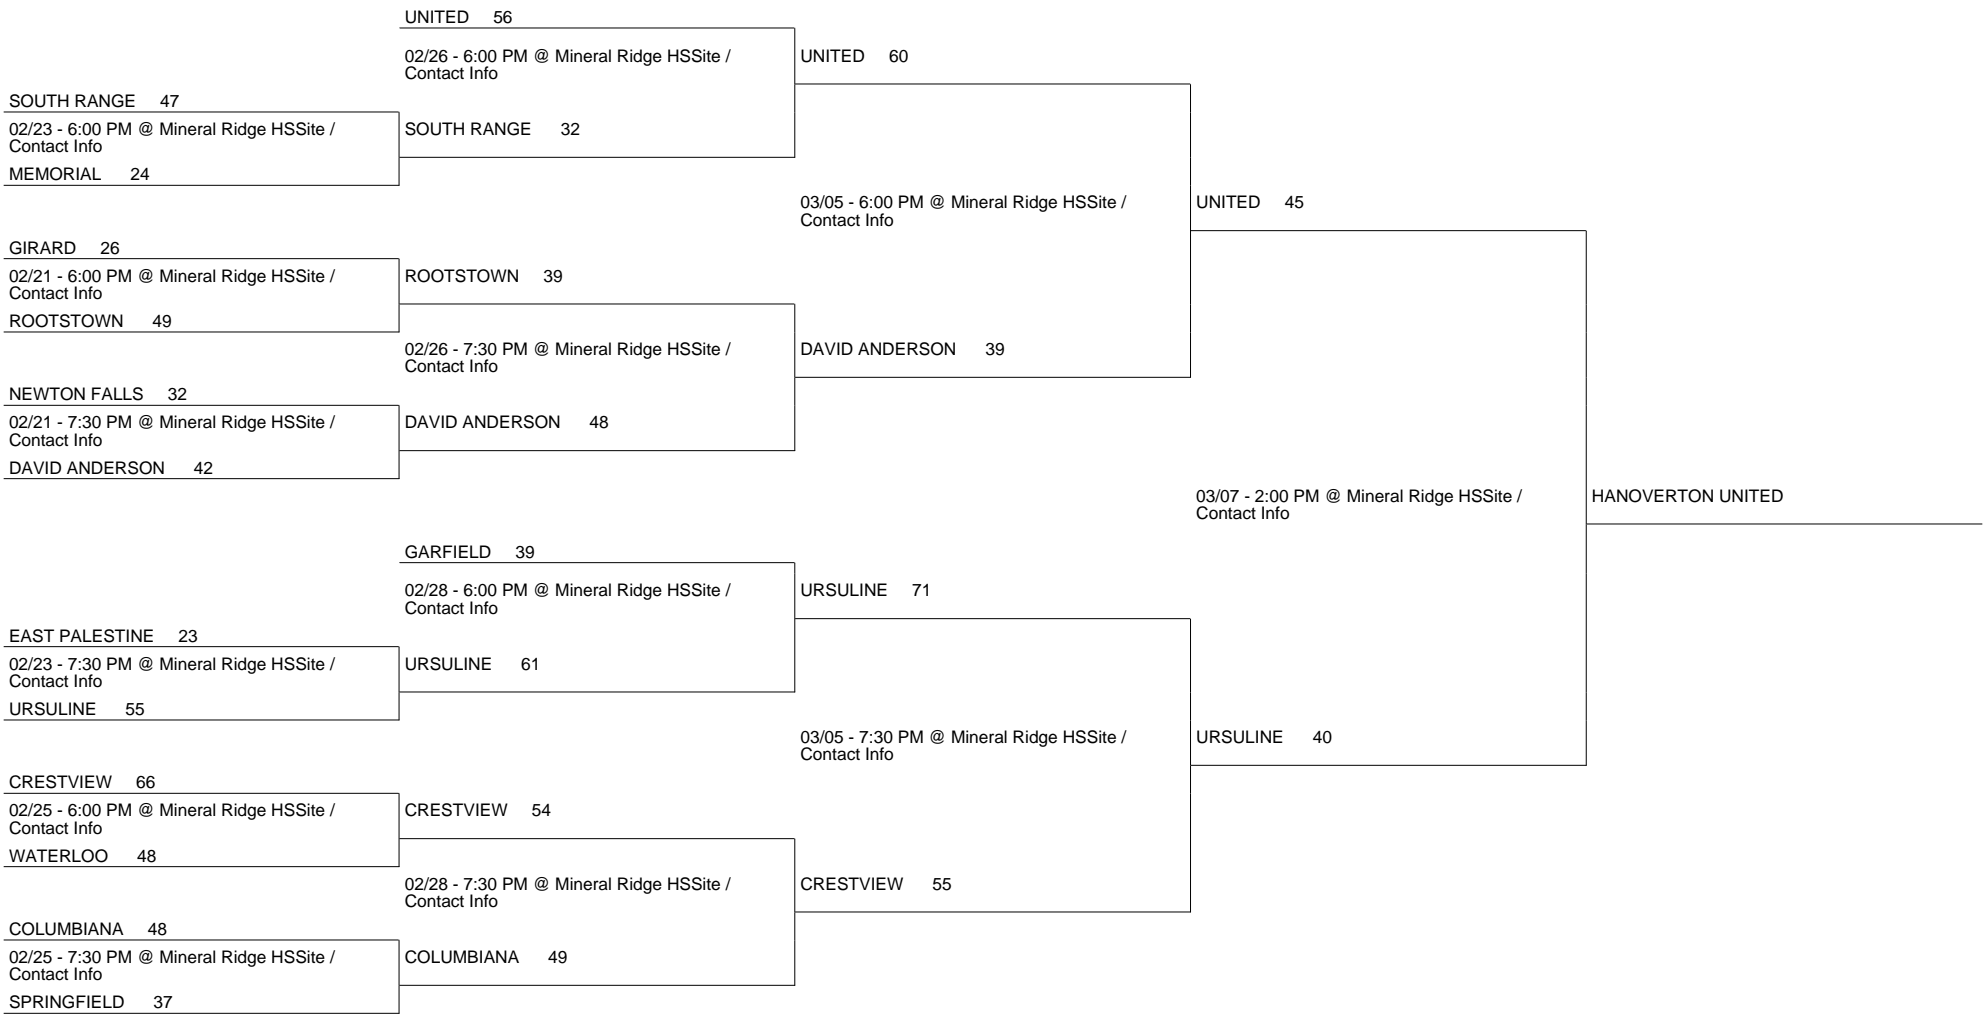 UNITED 56
02/26 - 6:00 PM @ Mineral Ridge HSSite /
Contact Info
UNITED 60
SOUTH RANGE 47
02/23 - 6:00 PM @ Mineral Ridge HSSite /
Contact Info
SOUTH RANGE 32
MEMORIAL 24
03/05 - 6:00 PM @ Mineral Ridge HSSite /
Contact Info
UNITED 45
GIRARD 26
02/21 - 6:00 PM @ Mineral Ridge HSSite /
Contact Info
ROOTSTOWN 39
ROOTSTOWN 49
02/26 - 7:30 PM @ Mineral Ridge HSSite /
Contact Info
DAVID ANDERSON 39
NEWTON FALLS 32
02/21 - 7:30 PM @ Mineral Ridge HSSite /
Contact Info
DAVID ANDERSON 48
DAVID ANDERSON 42
03/07 - 2:00 PM @ Mineral Ridge HSSite /
Contact Info
HANOVERTON UNITED
GARFIELD 39
02/28 - 6:00 PM @ Mineral Ridge HSSite /
Contact Info
URSULINE 71
EAST PALESTINE 23
02/23 - 7:30 PM @ Mineral Ridge HSSite /
Contact Info
URSULINE 61
URSULINE 55
03/05 - 7:30 PM @ Mineral Ridge HSSite /
Contact Info
URSULINE 40
CRESTVIEW 66
02/25 - 6:00 PM @ Mineral Ridge HSSite /
Contact Info
CRESTVIEW 54
WATERLOO 48
02/28 - 7:30 PM @ Mineral Ridge HSSite /
Contact Info
CRESTVIEW 55
COLUMBIANA 48
02/25 - 7:30 PM @ Mineral Ridge HSSite /
Contact Info
COLUMBIANA 49
SPRINGFIELD 37